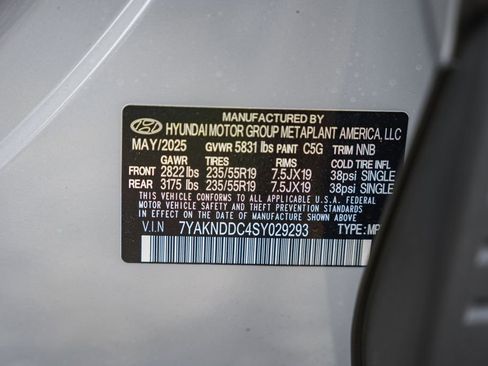 MANUFACTURED BY
HYUNDAI MOTOR GROUP METAPLANT AMERICA, LLC
MAY/2025 GVWR 5831 lbs PAINT C5G TRIM NNB
GAWR TIRES RIMS COLD TIRE INFL
FRONT 2822 lbs 235/55R19 7.5JX19 38psi SINGLE
REAR 3175 lbs 235/55R19 7.5JX19 38psi SINGLE
THIS VEHICLE CONFORMS TO ALL APPLICABLE U.S.A. FEDERAL
MOTOR VEHICLE SAFETY AND THEFT PREVENTION STANDARDS
IN EFFECT ON THE DATE OF MANUFACTURE SHOWN ABOVE.
V.I.N 7YAKNDDC4SY029293 TYPE: MP